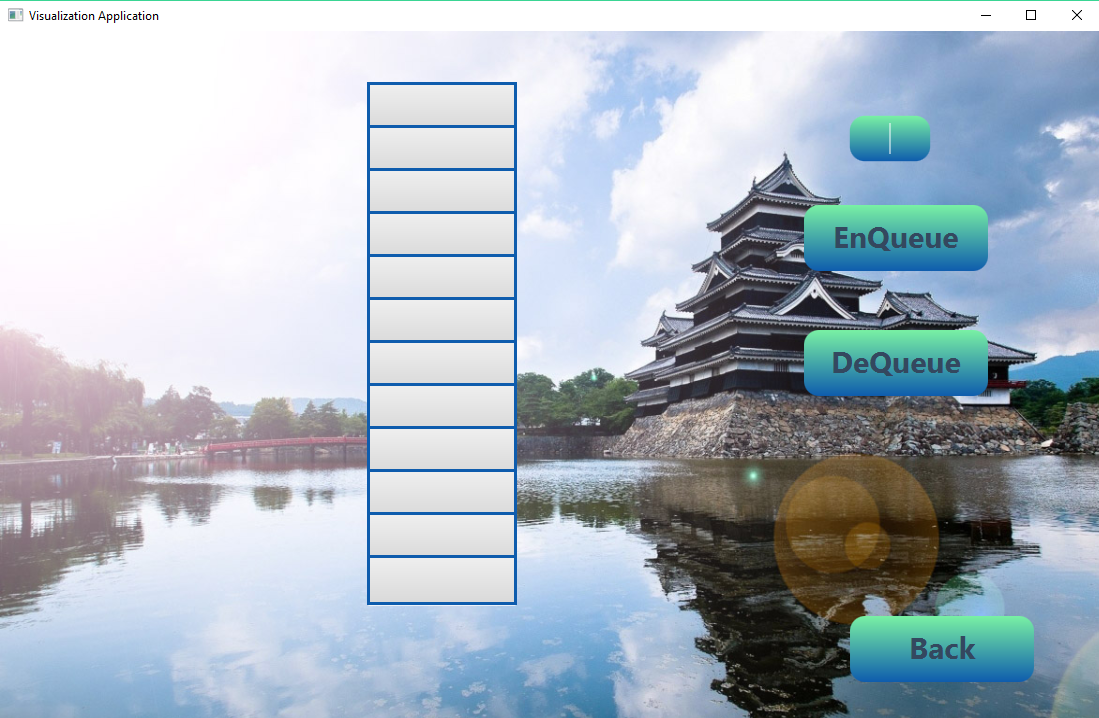 Visualization Application
EnQueue
DeQueue
Back